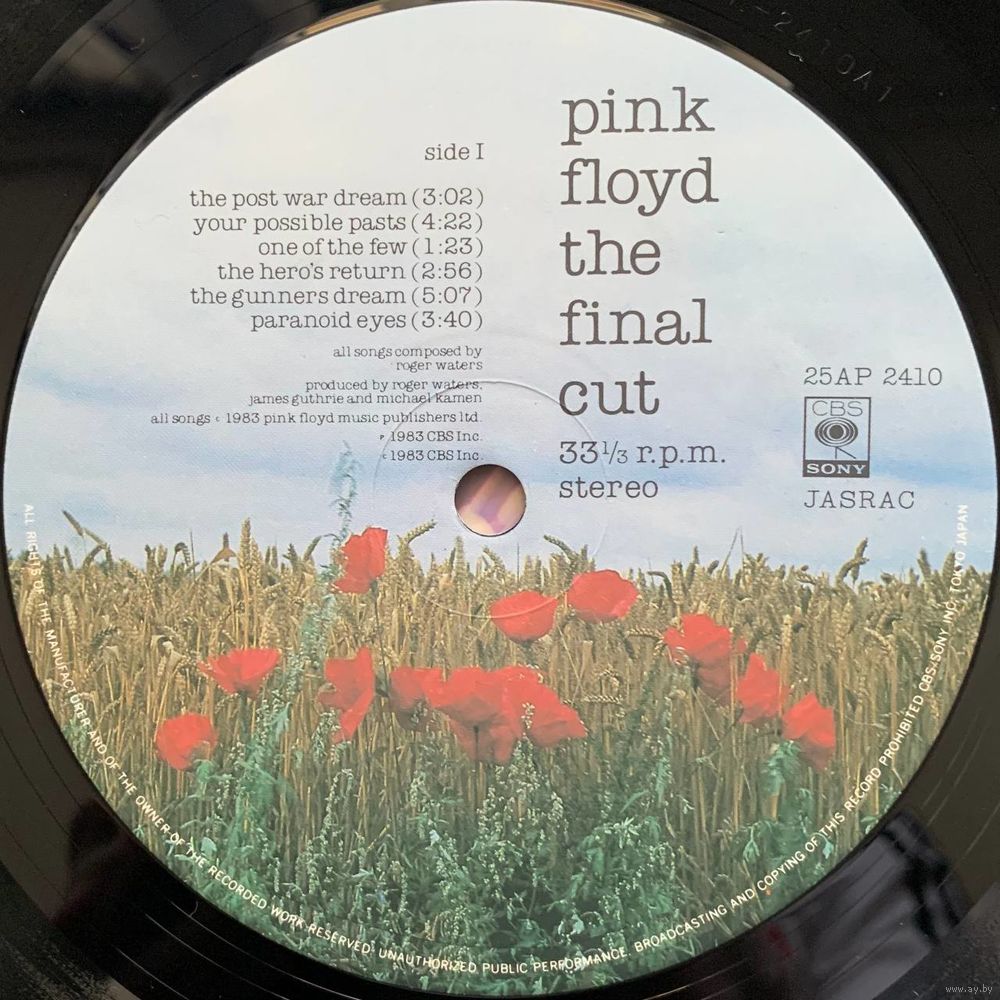 side I
the post war dream (3:02)
your possible pasts (4:22)
one of the few (1:23)
the hero's return (2:56)
the gunners dream (5:07)
paranoid eyes (3:40)
all songs composed by
roger waters
produced by roger waters,
james guthrie and michael kamen
all songs c 1983 pink floyd music publishers ltd.
P 1983 CBS Inc.
c 1983 CBS Inc.
pink
floyd
the
final
cut
33 1/3 r.p.m.
stereo
25AP 2410
CBS
SONY
JASRAC
ALL RIGHTS OF THE MANUFACTURER AND OF THE OWNER OF THE RECORDED WORK RESERVED. UNAUTHORIZED PUBLIC PERFORMANCE. BROADCASTING AND COPYING OF THIS RECORD PROHIBITED CBS/SONY INC. TOKYO JAPAN
www.ay.by